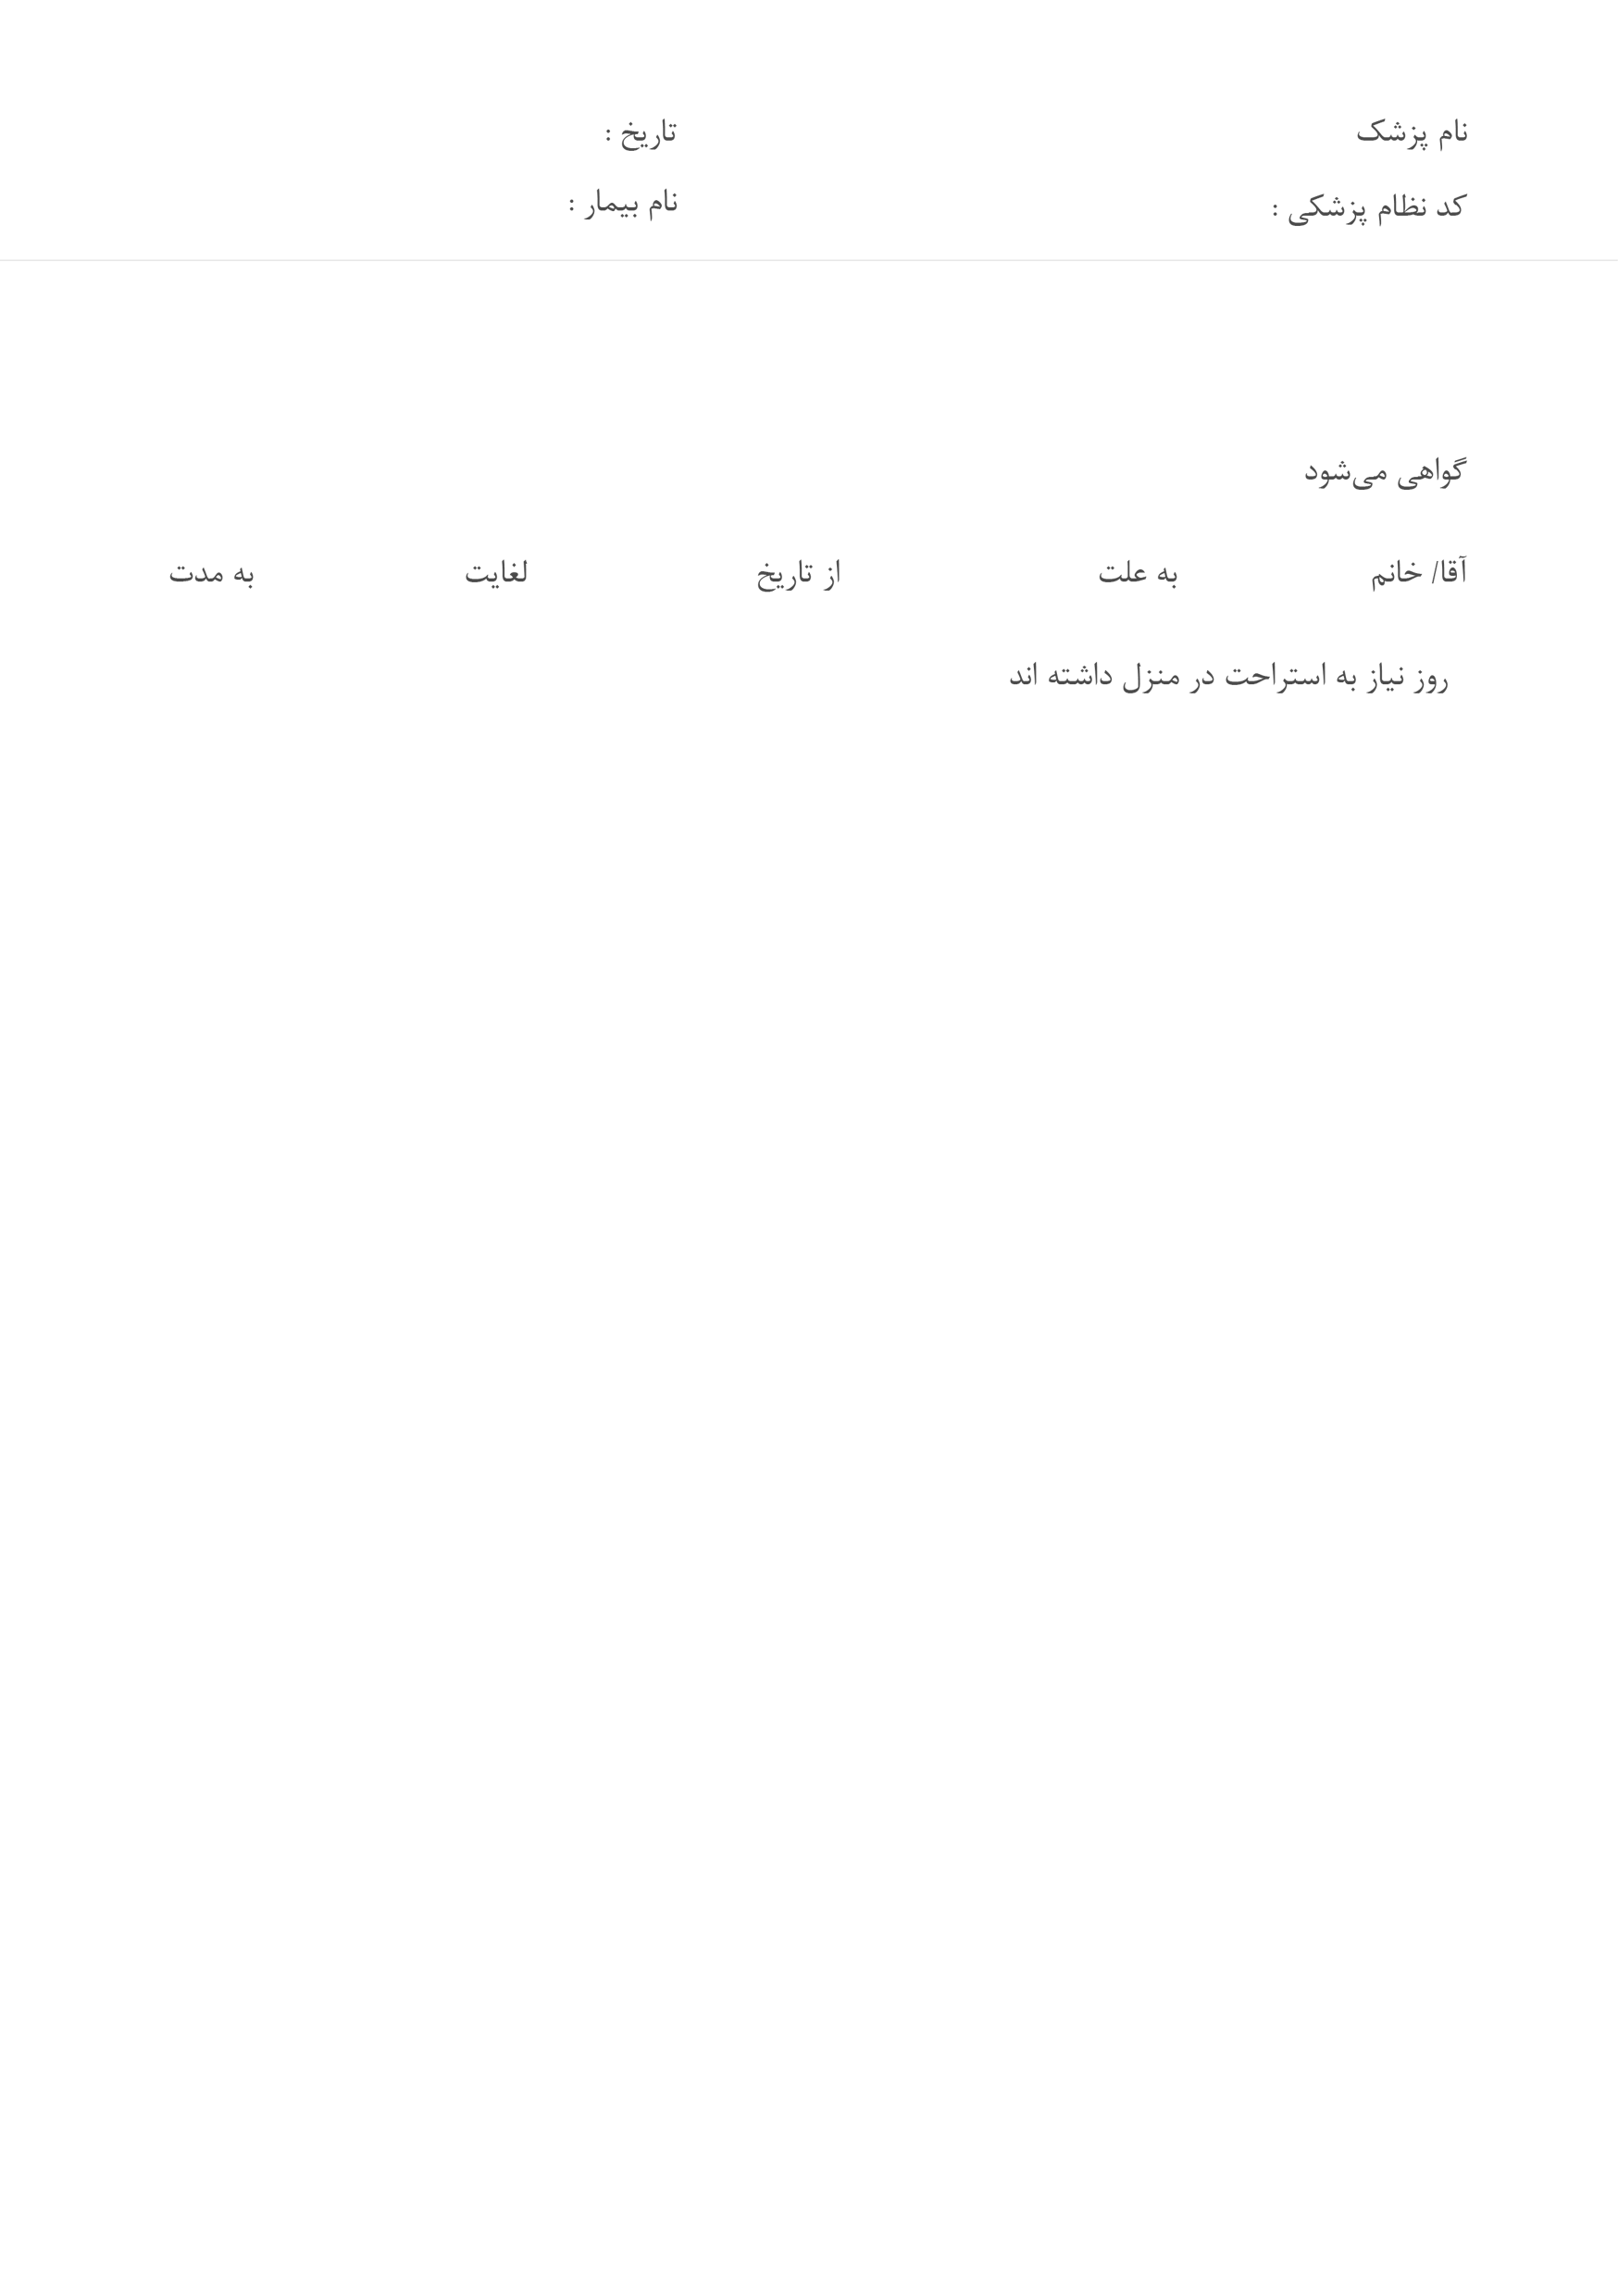 نام پزشک تاریخ :
کد نظام پزشکی : نام بیمار :
گواهی می‌شود
آقا/ خانم به علت از تاریخ لغایت به مدت
روز نیاز به استراحت در منزل داشته اند